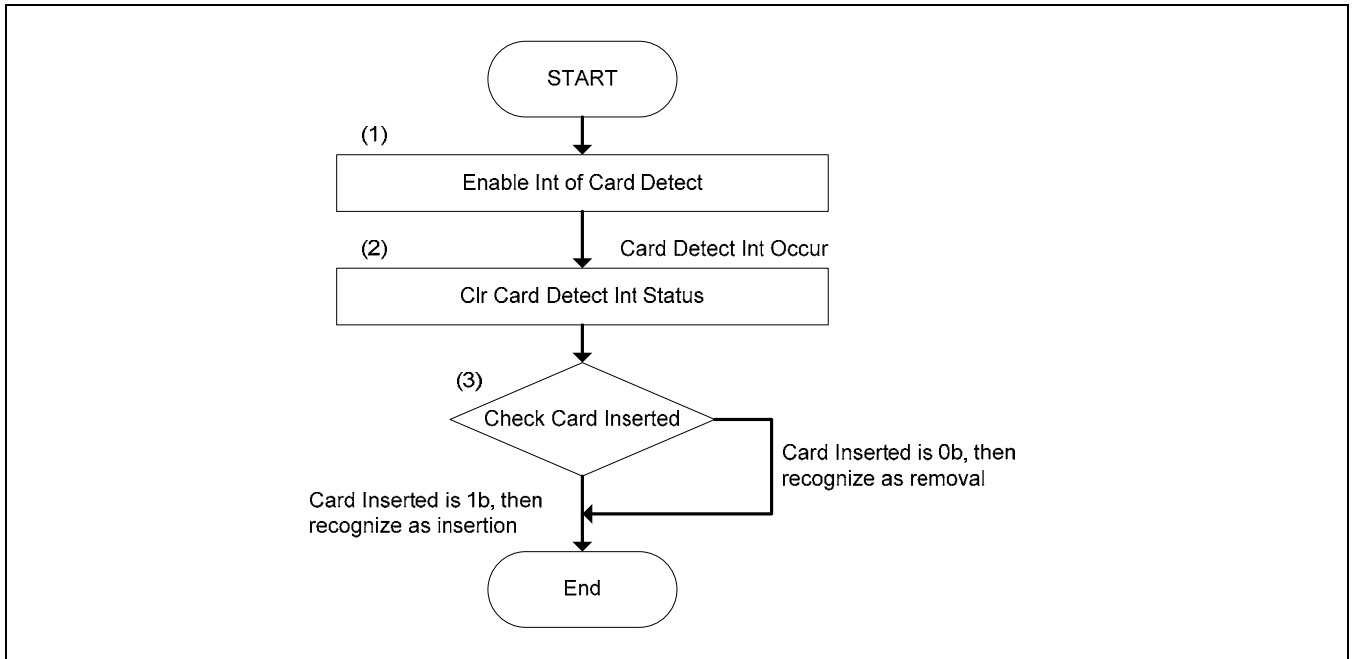 START
(1)
Enable Int of Card Detect
Card Detect Int Occur
(2)
Clr Card Detect Int Status
(3)
Check Card Inserted
Card Inserted is 0b, then
recognize as removal
Card Inserted is 1b, then
recognize as insertion
End